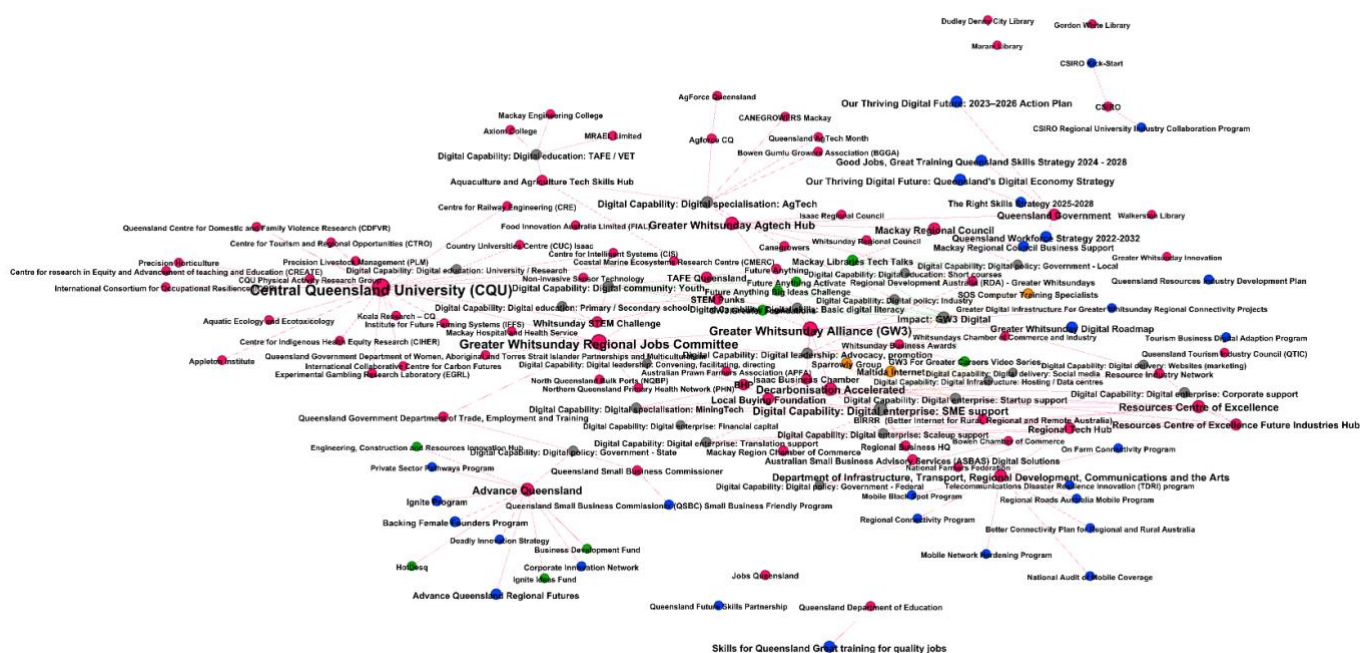 Dudley Denny City Library
Gordon White Library
Marani Library
CSIRO Kick-Start
AgForce Queensland
Our Thriving Digital Future: 2023–2026 Action Plan
CSIRO
Mackay Engineering College
CANEGROWERS Mackay
Axiom College
MRAEL Limited
Agforce CQ
Queensland AgTech Month
CSIRO Regional University Industry Collaboration Program
Digital Capability: Digital education: TAFE / VET
Bowen Gumlu Growers Association (BGGA)
Good Jobs, Great Training Queensland Skills Strategy 2024 - 2028
Aquaculture and Agriculture Tech Skills Hub
Our Thriving Digital Future: Queensland's Digital Economy Strategy
Centre for Railway Engineering (CRE)
Digital Capability: Digital specialisation: AgTech
The Right Skills Strategy 2025-2028
Queensland Centre for Domestic and Family Violence Research (CDFVR)
Food Innovation Australia Limited (FIAL)
Greater Whitsunday Agtech Hub
Isaac Regional Council
Queensland Government
Walkerston Library
Mackay Regional Council
Centre for Tourism and Regional Opportunities (CTRO)
Country Universities Centre (CUC) Isaac
Canegrowers
Whitsunday Regional Council
Queensland Workforce Strategy 2022-2032
Mackay Regional Council Business Support
Centre for Intelligent Systems (CIS)
Precision Horticulture
Precision Livestock Management (PLM)
Coastal Marine Ecosystems Research Centre (CMERC)
Mackay Libraries Tech Talks
Greater Whitsunday Innovation
Centre for research in Equity and Advancement of teaching and Education (CREATE)
Digital Capability: Digital education: University / Research
Future Anything
Digital Capability: Digital education: Short courses
Digital Capability: Digital policy: Government - Local
CQU Physical Activity Research Group
Non-Invasive Sensor Technology
TAFE Queensland
Future Anything Activate
Regional Development Australia (RDA) - Greater Whitsundays
Queensland Resources Industry Development Plan
International Consortium for Occupational Resilience
Central Queensland University (CQU)
Digital Capability: Digital community: Youth
Future Anything Big Ideas Challenge
SOS Computer Training Specialists
STEM Punks
Digital Capability: Digital policy: Industry
Digital Capability: Digital education: Primary / Secondary school
Digital Capability: Digital skills: Basic digital literacy
Greater Digital Infrastructure For Greater Whitsunday Regional Connectivity Projects
Koala Research – CQ
Impact: GW3 Digital
Aquatic Ecology and Ecotoxicology
Institute for Future Farming Systems (IFFS)
Whitsunday STEM Challenge
Greater Whitsunday Alliance (GW3)
Greater Whitsunday Digital Roadmap
Mackay Hospital and Health Service
Whitsundays Chamber of Commerce and Industry
Tourism Business Digital Adaption Program
Centre for Indigenous Health Equity Research (CIHER)
Greater Whitsunday Regional Jobs Committee
Whitsunday Business Awards
Queensland Tourism Industry Council (QTIC)
Queensland Government Department of Women, Aboriginal and Torres Strait Islander Partnerships and Multiculturalism
Digital Capability: Digital leadership: Advocacy, promotion
Appleton Institute
International Collaborative Centre for Carbon Futures
Digital Capability: Digital leadership: Convening, facilitating, directing
Sparrowly Group
GW3 For Greater Careers Video Series
Digital Capability: Digital delivery: Websites (marketing)
Experimental Gambling Research Laboratory (EGRL)
Australian Prawn Farmers Association (APFA)
Maltida Internet
Digital Capability: Digital delivery: Social media
Resource Industry Network
North Queensland Bulk Ports (NQBP)
Isaac Business Chamber
Digital Capability: Digital Infrastructure: Hosting / Data centres
Northern Queensland Primary Health Network (PHN)
BHP
Decarbonisation Accelerated
Digital Capability: Digital enterprise: Corporate support
Local Buying Foundation
Digital Capability: Digital enterprise: Startup support
Digital Capability: Digital specialisation: MiningTech
Digital Capability: Digital enterprise: SME support
Resources Centre of Excellence
Queensland Government Department of Trade, Employment and Training
BIRRR (Better Internet for Rural, Regional and Remote Australia)
Digital Capability: Digital enterprise: Financial capital
Resources Centre of Excellence Future Industries Hub
Regional Tech Hub
Digital Capability: Digital enterprise: Scaleup support
Digital Capability: Digital enterprise: Translation support
Bowen Chamber of Commerce
Engineering, Construction and Resources Innovation Hub
Regional Business HQ
On Farm Connectivity Program
Digital Capability: Digital policy: Government - State
Mackay Region Chamber of Commerce
Australian Small Business Advisory Services (ASBAS) Digital Solutions
Private Sector Pathways Program
National Farmers Federation
Queensland Small Business Commissioner
Department of Infrastructure, Transport, Regional Development, Communications and the Arts
Advance Queensland
Digital Capability: Digital policy: Government - Federal
Telecommunications Disaster Resilience Innovation (TDRI) program
Mobile Black Spot Program
Regional Roads Australia Mobile Program
Ignite Program
Queensland Small Business Commissioner (QSBC) Small Business Friendly Program
Backing Female Founders Program
Regional Connectivity Program
Better Connectivity Plan for Regional and Rural Australia
Deadly Innovation Strategy
Business Development Fund
Mobile Network Hardening Program
HotDesq
Corporate Innovation Network
Ignite Ideas Fund
Jobs Queensland
National Audit of Mobile Coverage
Advance Queensland Regional Futures
Queensland Future Skills Partnership
Queensland Department of Education
Skills for Queensland Great training for quality jobs